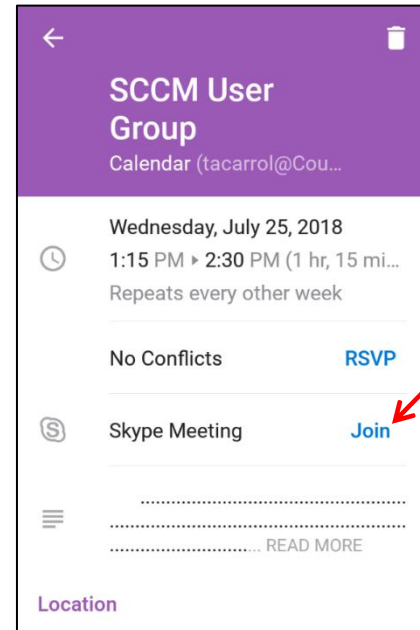 SCCM User
Group
Calendar (tacarrol@Cou...
Wednesday, July 25, 2018
1:15 PM ▸ 2:30 PM (1 hr, 15 mi...
Repeats every other week
No Conflicts RSVP
Skype Meeting Join
... READ MORE
Location